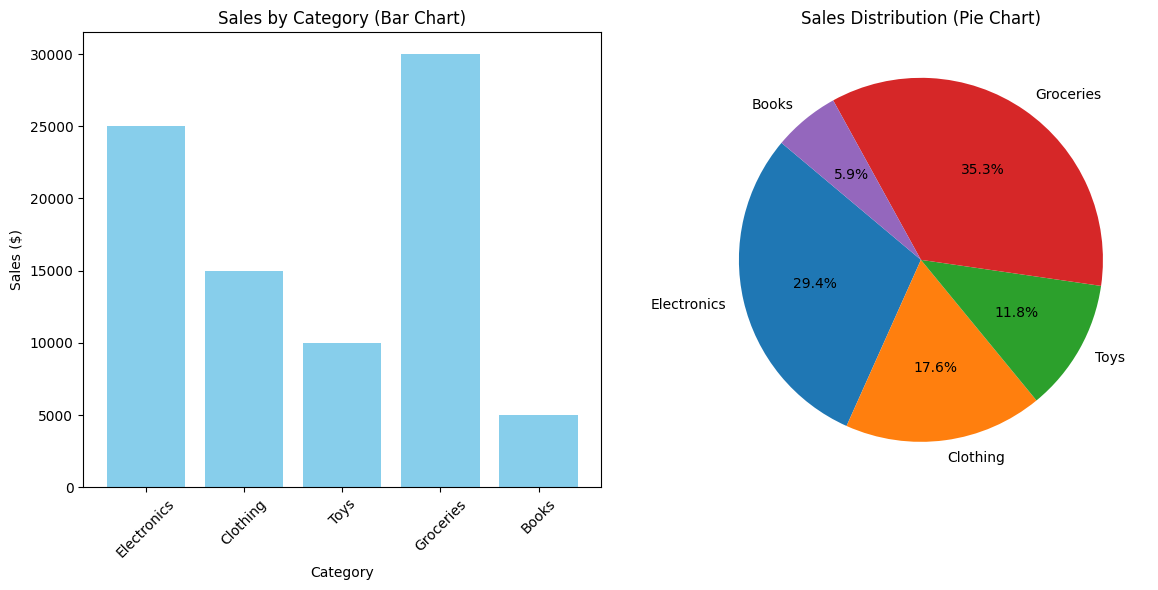 Sales by Category (Bar Chart)
Sales ($)
30000
25000
20000
15000
10000
5000
0
Electronics
Clothing
Toys
Groceries
Books
Category
Sales Distribution (Pie Chart)
Books
Groceries
5.9%
35.3%
Electronics
29.4%
11.8%
Toys
17.6%
Clothing